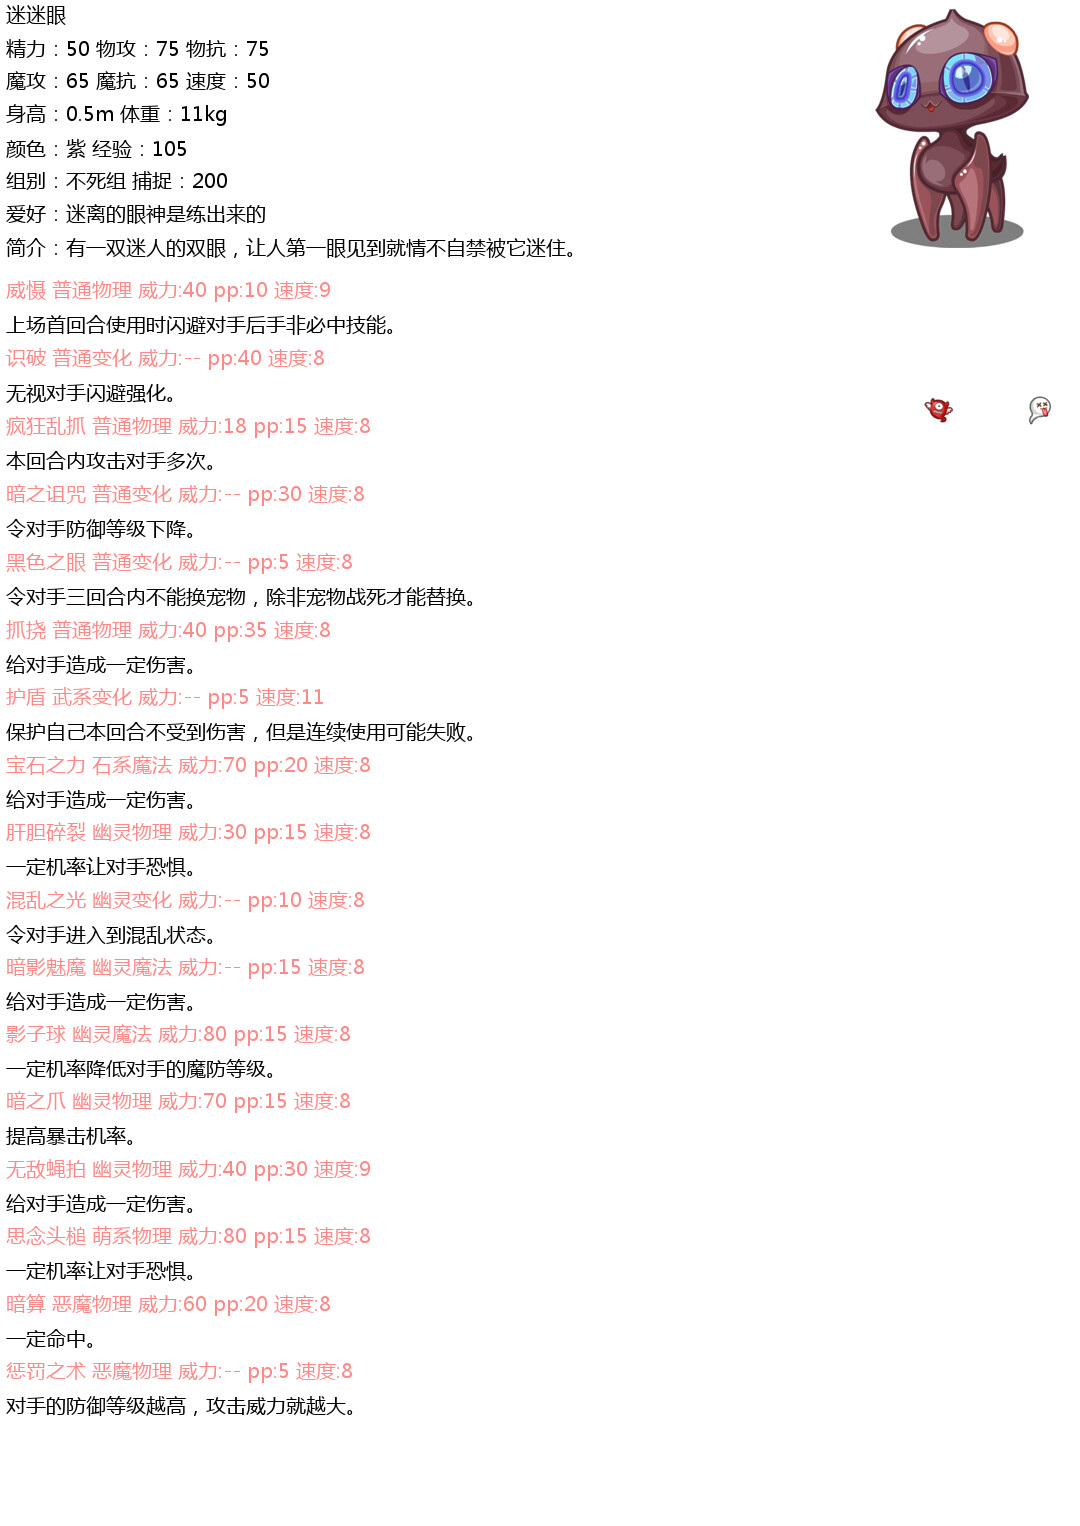 迷迷眼
精力：50 物攻：75 物抗：75
魔攻：65 魔抗：65 速度：50
身高：0.5m 体重：11kg
颜色：紫 经验：105
组别：不死组 捕捉：200
爱好：迷离的眼神是练出来的
简介：有一双迷人的双眼，让人第一眼见到就情不自禁被它迷住。
威慑 普通物理 威力:40 pp:10 速度:9
上场首回合使用时闪避对手后手非必中技能。
识破 普通变化 威力:-- pp:40 速度:8
无视对手闪避强化。
疯狂乱抓 普通物理 威力:18 pp:15 速度:8
本回合内攻击对手多次。
暗之诅咒 普通变化 威力:-- pp:30 速度:8
令对手防御等级下降。
黑色之眼 普通变化 威力:-- pp:5 速度:8
令对手三回合内不能换宠物，除非宠物战死才能替换。
抓挠 普通物理 威力:40 pp:35 速度:8
给对手造成一定伤害。
护盾 武系变化 威力:-- pp:5 速度:11
保护自己本回合不受到伤害，但是连续使用可能失败。
宝石之力 石系魔法 威力:70 pp:20 速度:8
给对手造成一定伤害。
肝胆碎裂 幽灵物理 威力:30 pp:15 速度:8
一定机率让对手恐惧。
混乱之光 幽灵变化 威力:-- pp:10 速度:8
令对手进入到混乱状态。
暗影魅魔 幽灵魔法 威力:-- pp:15 速度:8
给对手造成一定伤害。
影子球 幽灵魔法 威力:80 pp:15 速度:8
一定机率降低对手的魔防等级。
暗之爪 幽灵物理 威力:70 pp:15 速度:8
提高暴击机率。
无敌蝇拍 幽灵物理 威力:40 pp:30 速度:9
给对手造成一定伤害。
思念头槌 萌系物理 威力:80 pp:15 速度:8
一定机率让对手恐惧。
暗算 恶魔物理 威力:60 pp:20 速度:8
一定命中。
惩罚之术 恶魔物理 威力:-- pp:5 速度:8
对手的防御等级越高，攻击威力就越大。